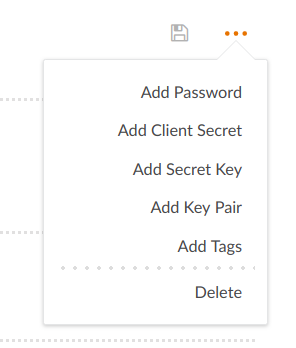 Add Password
Add Client Secret
Add Secret Key
Add Key Pair
Add Tags
Delete